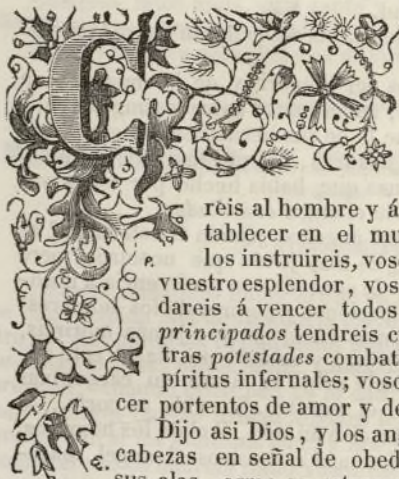 C
reis al hombre y á
tablecer en el mu
los instruireis, vos
vuestro esplendor, vos
dareis á vencer todos
principados tendreis c
tras potestades combat
píritus infernales; voso
cer portentos de amor y de
Dijo asi Dios, y los an
cabezas en señal de obed